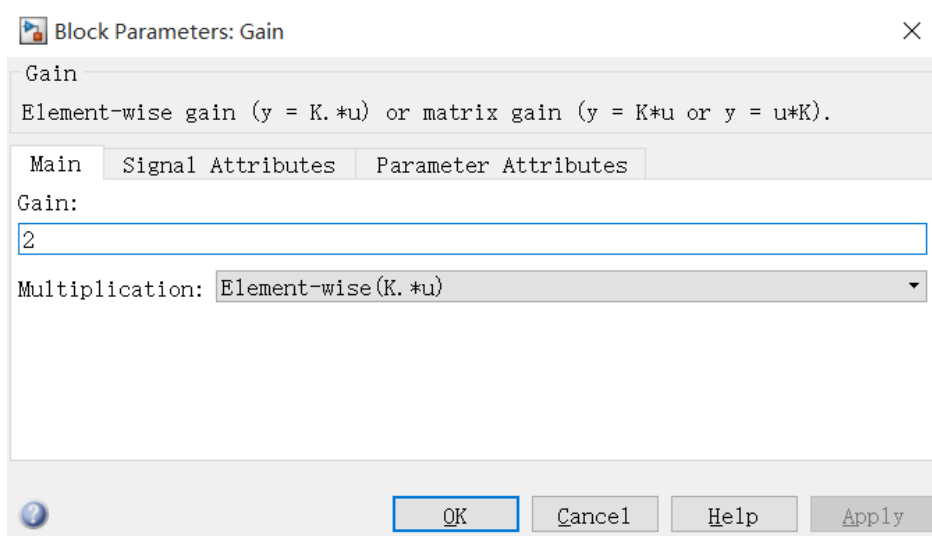 Block Parameters: Gain
Gain
Element-wise gain (y = K.*u) or matrix gain (y = K*u or y = u*K).
Main Signal Attributes Parameter Attributes
Gain:
2
Multiplication: Element-wise(K.*u)
OK Cancel Help Apply